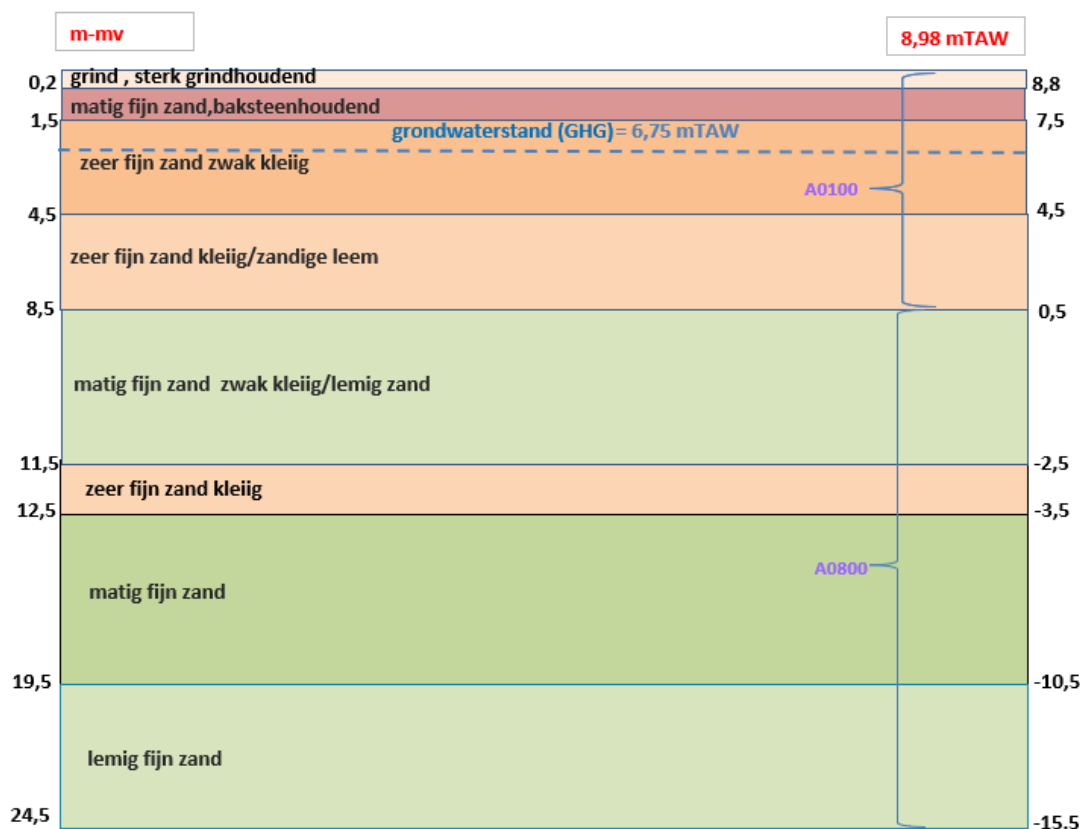 m-mv
8,98 mTAW
grind , sterk grindhoudend
0,2
8,8
matig fijn zand,baksteenhoudend
1,5
7,5
grondwaterstand (GHG) = 6,75 mTAW
zeer fijn zand zwak kleiig
A0100
4,5
4,5
zeer fijn zand kleiig/zandige leem
8,5
0,5
matig fijn zand zwak kleiig/lemig zand
11,5
-2,5
zeer fijn zand kleiig
12,5
-3,5
A0800
matig fijn zand
19,5
-10,5
lemig fijn zand
24,5
-15,5